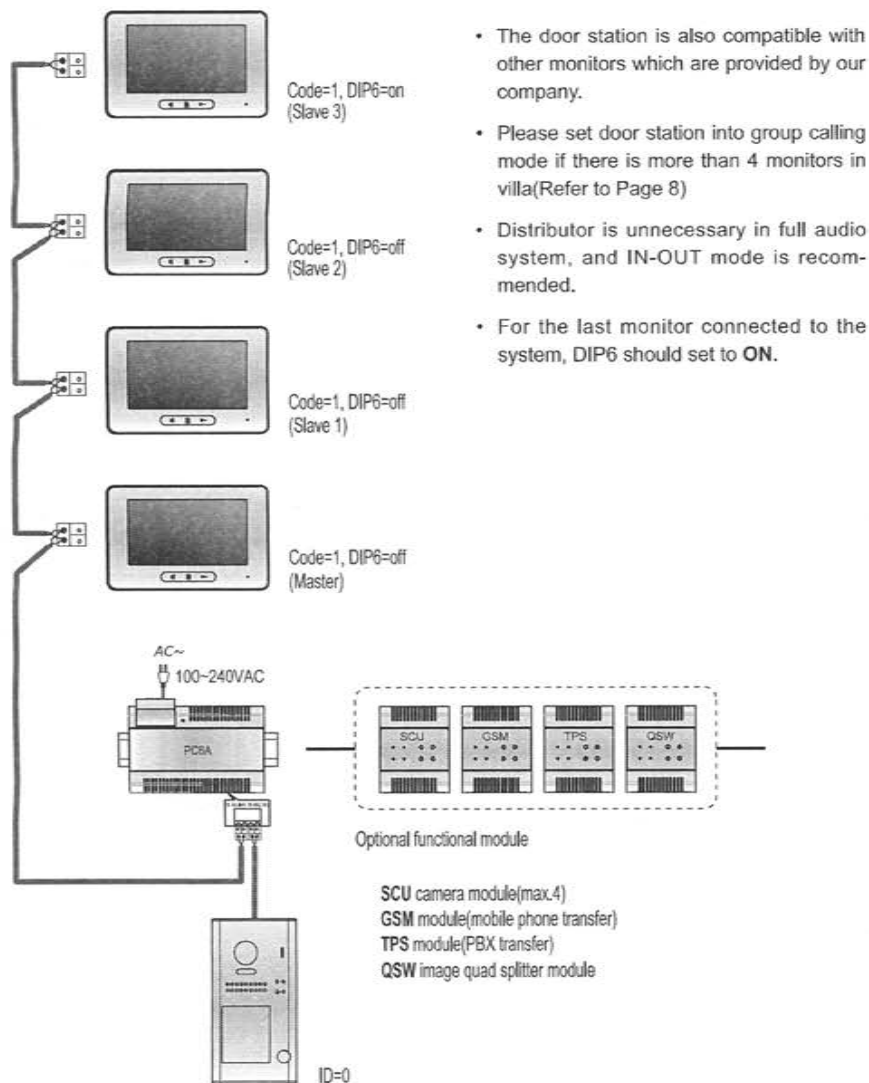 Code=1, DIP6=on
(Slave 3)
Code=1, DIP6=off
(Slave 2)
Code=1, DIP6=off
(Slave 1)
Code=1, DIP6=off
(Master)
• The door station is also compatible with
other monitors which are provided by our
company.
• Please set door station into group calling
mode if there is more than 4 monitors in
villa(Refer to Page 8)
• Distributor is unnecessary in full audio
system, and IN-OUT mode is recom-
mended.
• For the last monitor connected to the
system, DIP6 should set to ON.
AC~
100~240VAC
PC6A
SCU
GSM
TPS
QSW
Optional functional module
SCU camera module(max.4)
GSM module(mobile phone transfer)
TPS module(PBX transfer)
QSW image quad splitter module
ID=0